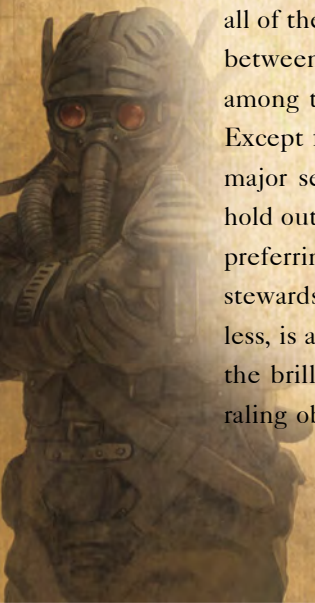 all of the
between
among t
Except f
major se
hold out
preferrin
stewards
less, is a
the brill
raling ob